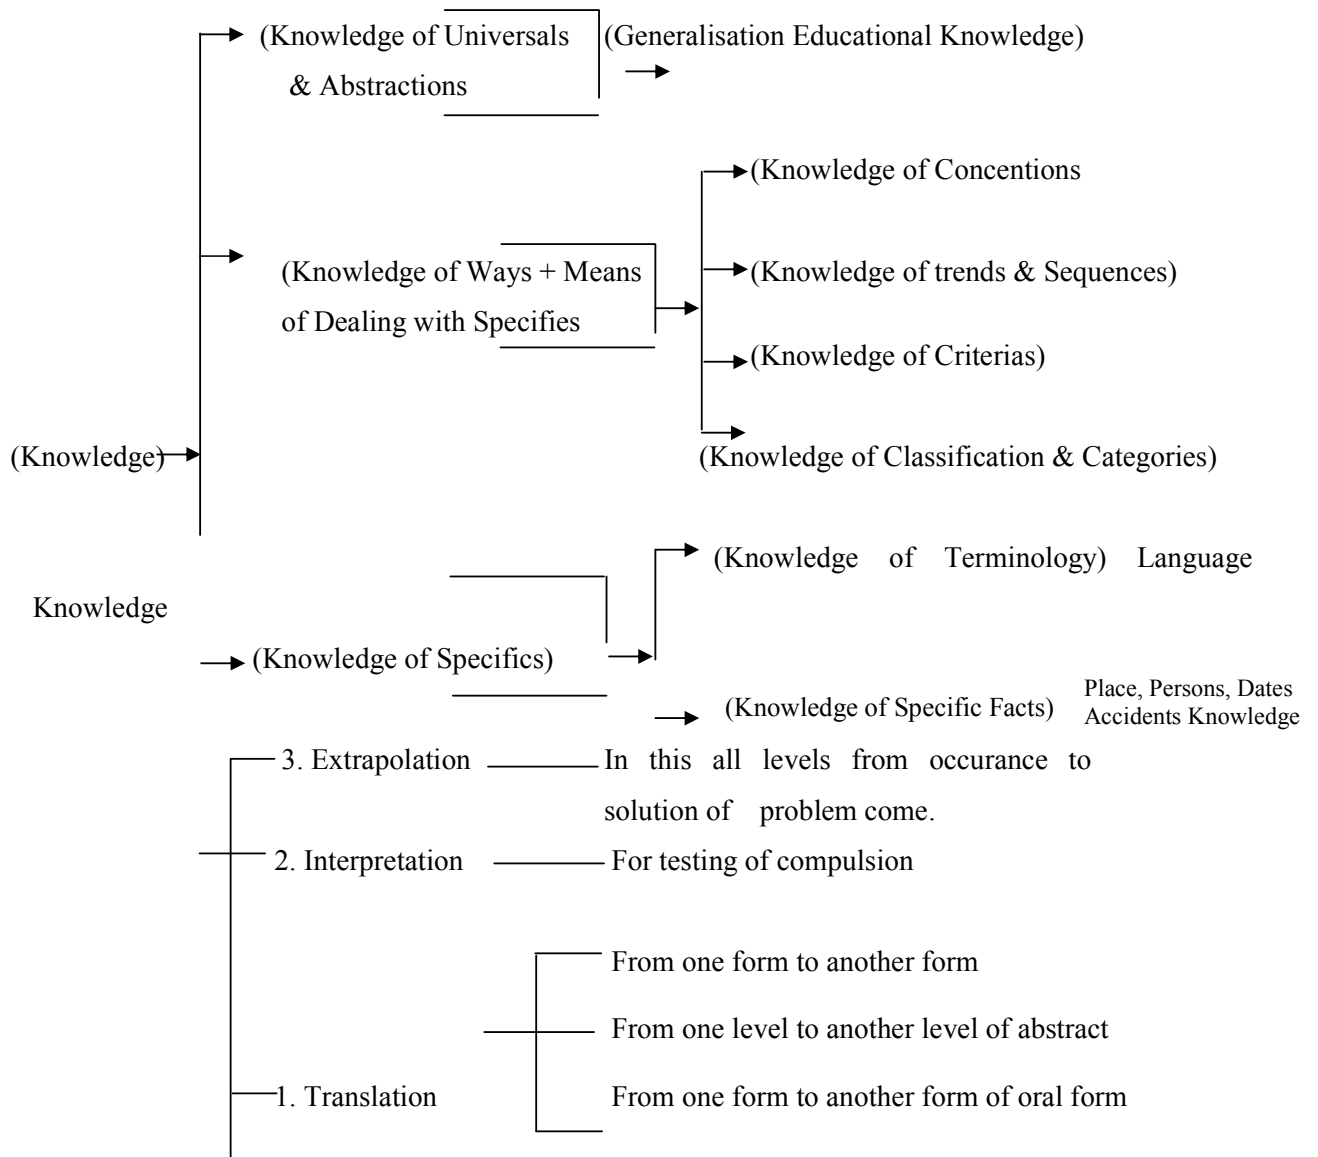 (Knowledge of Universals
& Abstractions
(Generalisation Educational Knowledge)
(Knowledge of Concentions
(Knowledge of Ways + Means
of Dealing with Specifies
(Knowledge of trends & Sequences)
(Knowledge of Criterias)
(Knowledge)
(Knowledge of Classification & Categories)
(Knowledge of Terminology) Language
Knowledge
(Knowledge of Specifics)
(Knowledge of Specific Facts)
Place, Persons, Dates
Accidents Knowledge
3. Extrapolation
In this all levels from occurance to
solution of problem come.
2. Interpretation
For testing of compulsion
From one form to another form
From one level to another level of abstract
1. Translation
From one form to another form of oral form